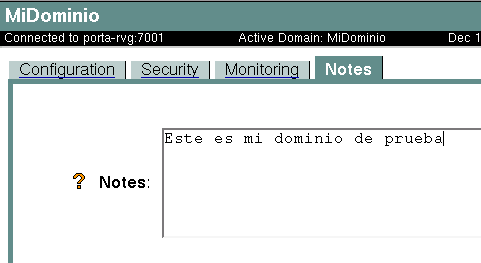 MiDominio
Connected to porta-rvg:7001 Active Domain: MiDominio Dec 1
Configuration Security Monitoring Notes
Este es mi dominio de prueba
? Notes: